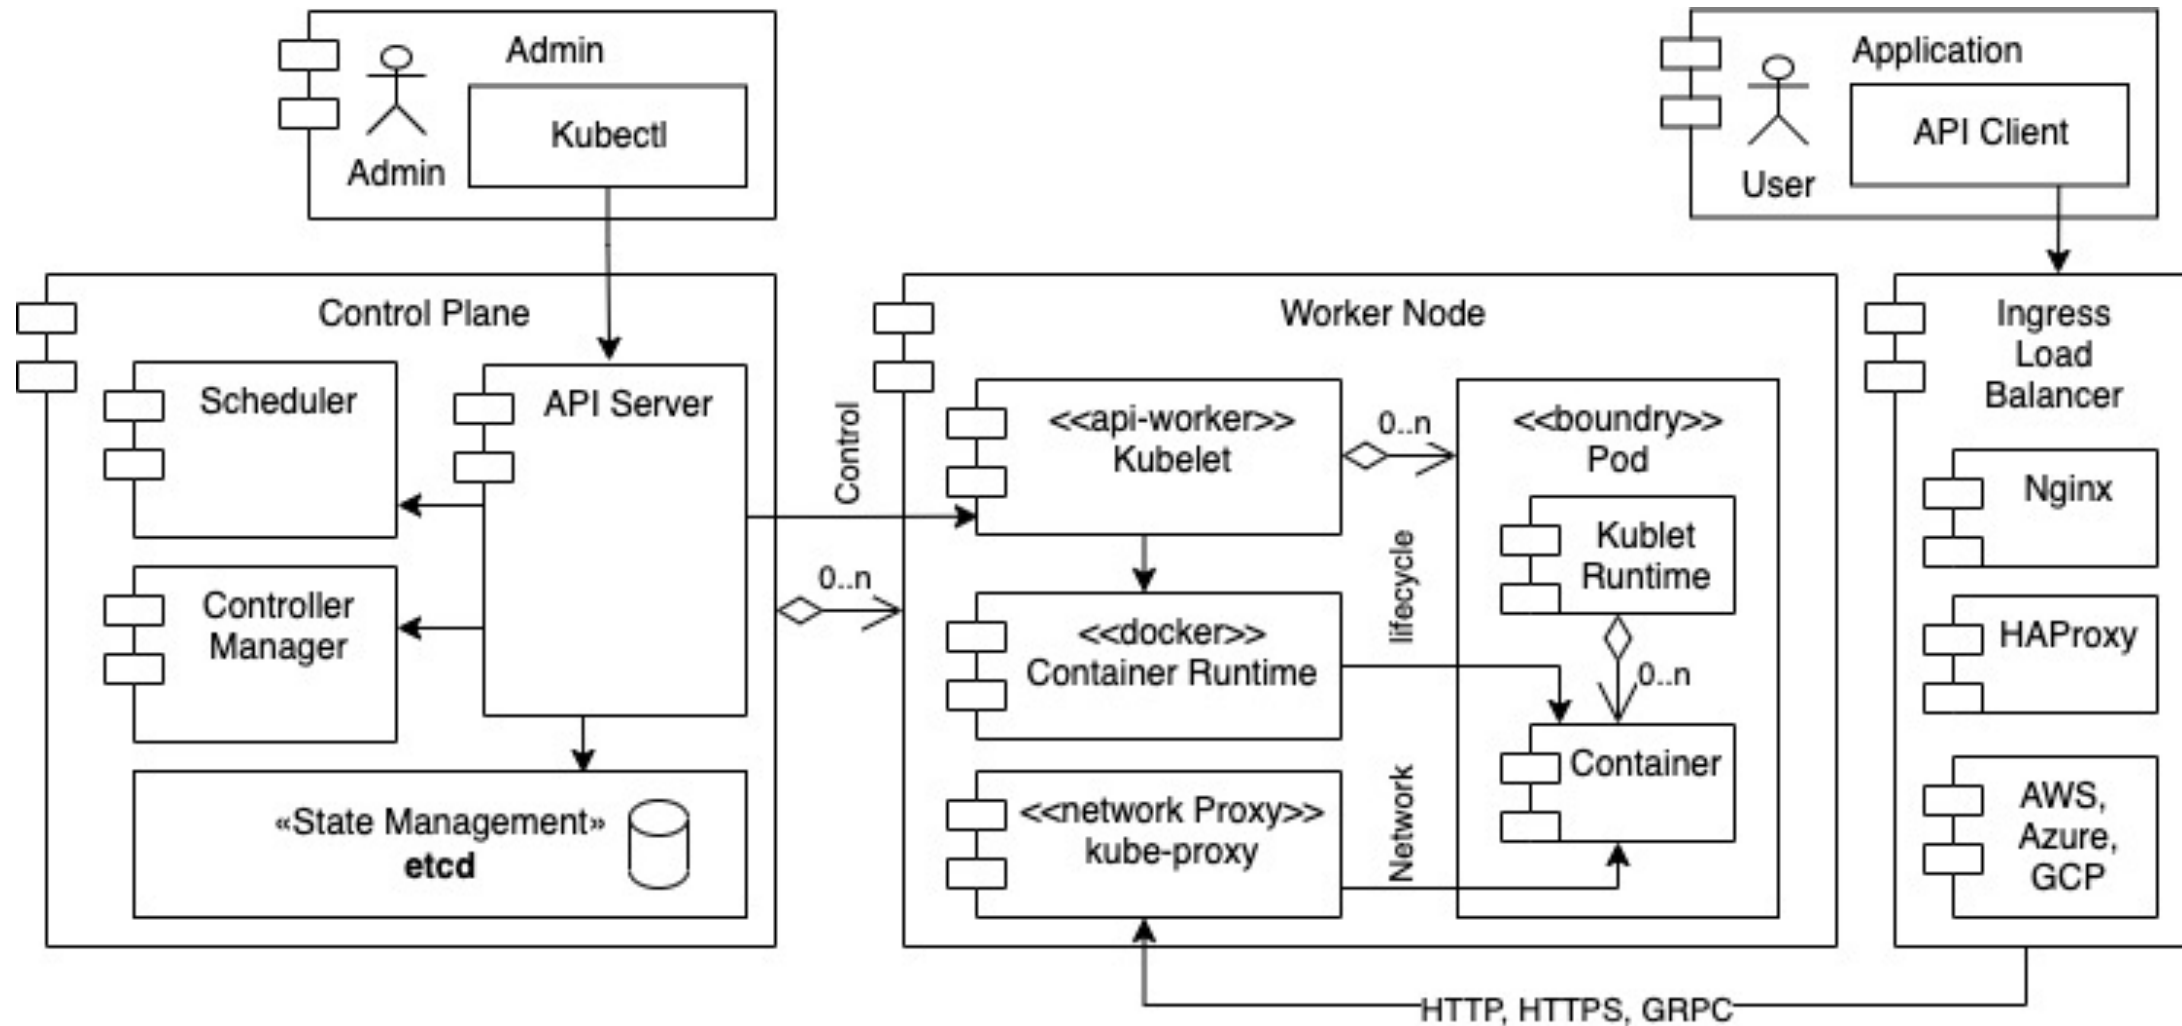 Admin
Admin
Kubectl
Application
User
API Client
Control Plane
Scheduler
API Server
Controller
Manager
«State Management»
etcd
Control
0..n
Worker Node
<<api-worker>>
Kubelet
0..n
<<boundry>>
Pod
Kublet
Runtime
lifecycle
<<docker>>
Container Runtime
0..n
Container
<<network Proxy>>
kube-proxy
Network
Ingress
Load
Balancer
Nginx
HAProxy
AWS,
Azure,
GCP
HTTP, HTTPS, GRPC